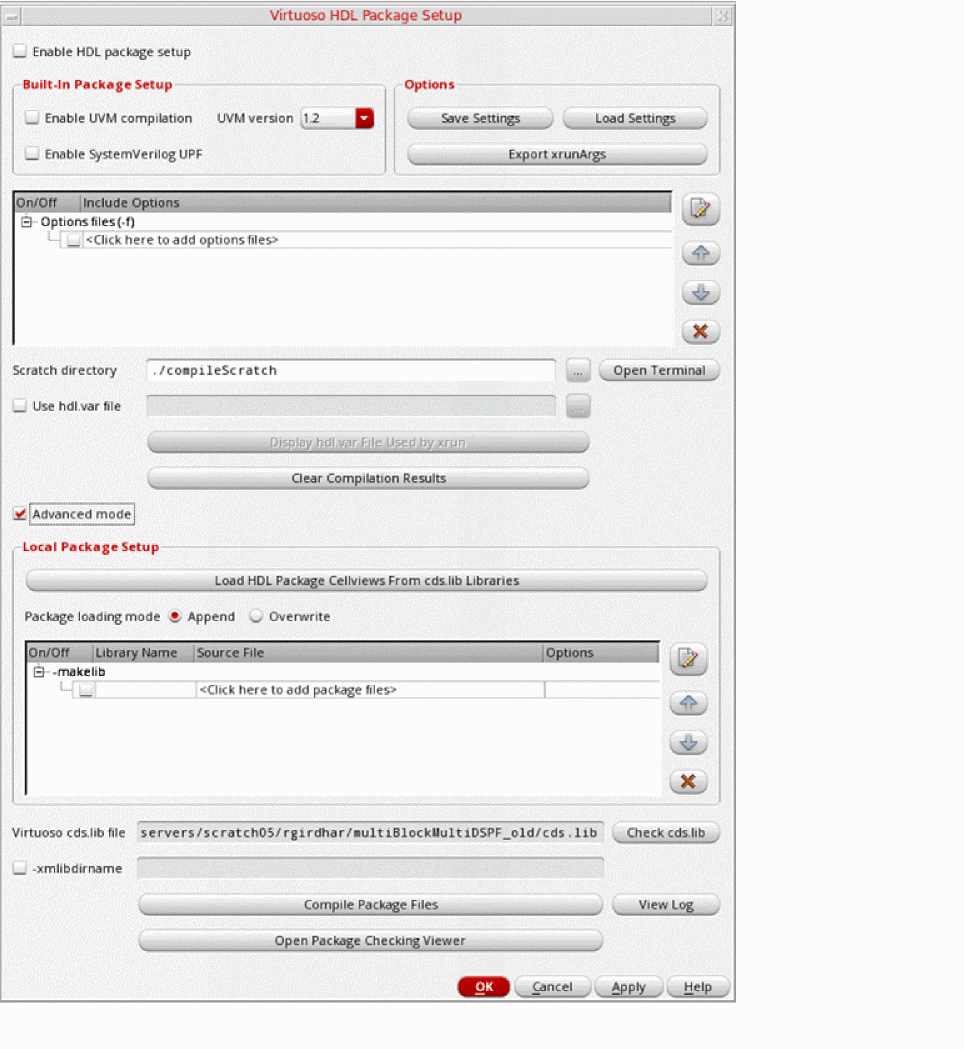 Virtuoso HDL Package Setup
Enable HDL package setup
Built-In Package Setup
Options
Enable UVM compilation UVM version 1.2
Save Settings Load Settings
Enable SystemVerilog UPF
Export xrunArgs
On/Off Include Options
Options files (-f)
<Click here to add options files>
Scratch directory ./compileScratch ... Open Terminal
Use hdl.var file ...
Display hdl.var File Used by xrun
Clear Compilation Results
Advanced mode
Local Package Setup
Load HDL Package Cellviews From cds.lib Libraries
Package loading mode Append Overwrite
On/Off Library Name Source File Options
-makelib
<Click here to add package files>
Virtuoso cds.lib file servers/scratch05/rgirdhar/multiBlockMultiDSPF_old/cds.lib Check cds.lib
-xmlibdirname
Compile Package Files View Log
Open Package Checking Viewer
OK Cancel Apply Help